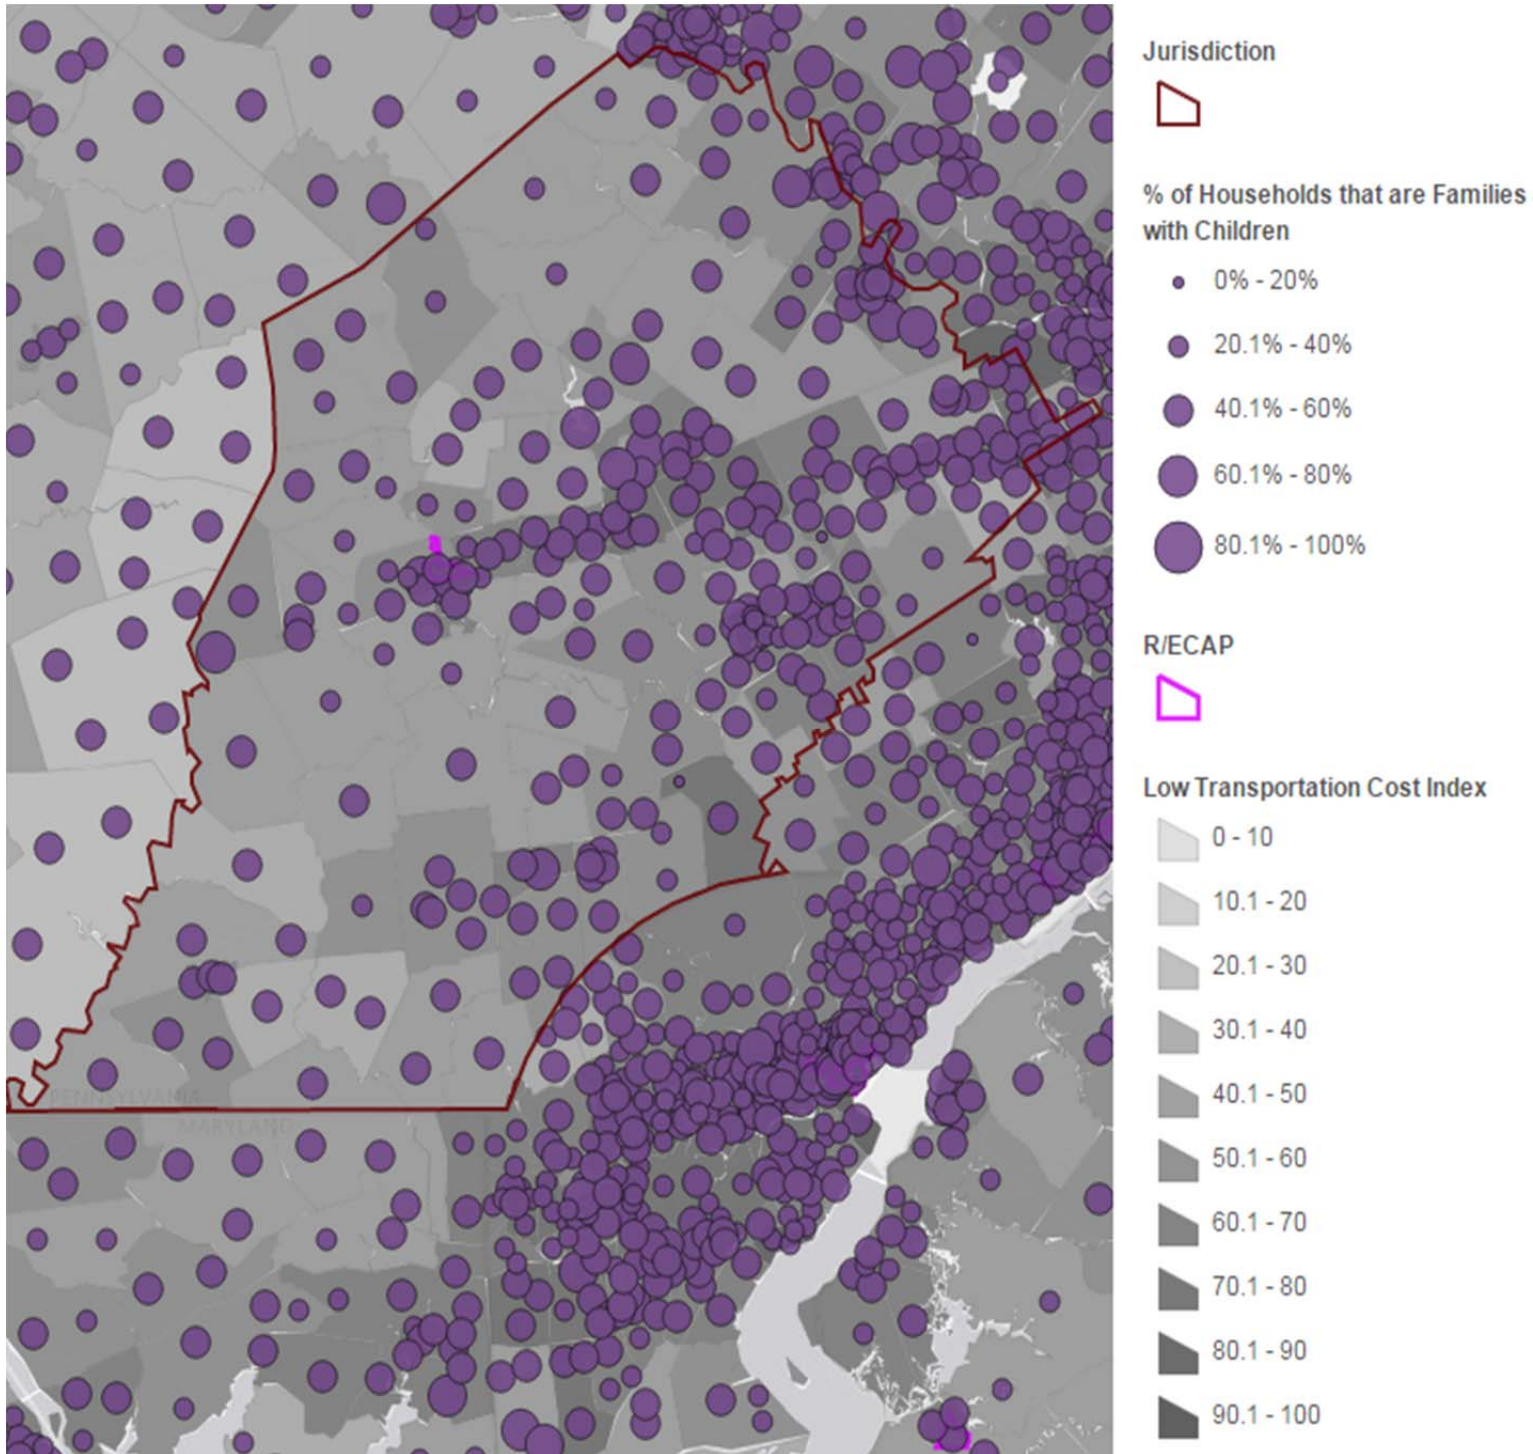 Jurisdiction
% of Households that are Families
with Children
0% - 20%
20.1% - 40%
40.1% - 60%
60.1% - 80%
80.1% - 100%
R/ECAP
Low Transportation Cost Index
0 - 10
10.1 - 20
20.1 - 30
30.1 - 40
40.1 - 50
50.1 - 60
60.1 - 70
70.1 - 80
80.1 - 90
90.1 - 100
PENNSYLVANIA
MARYLAND